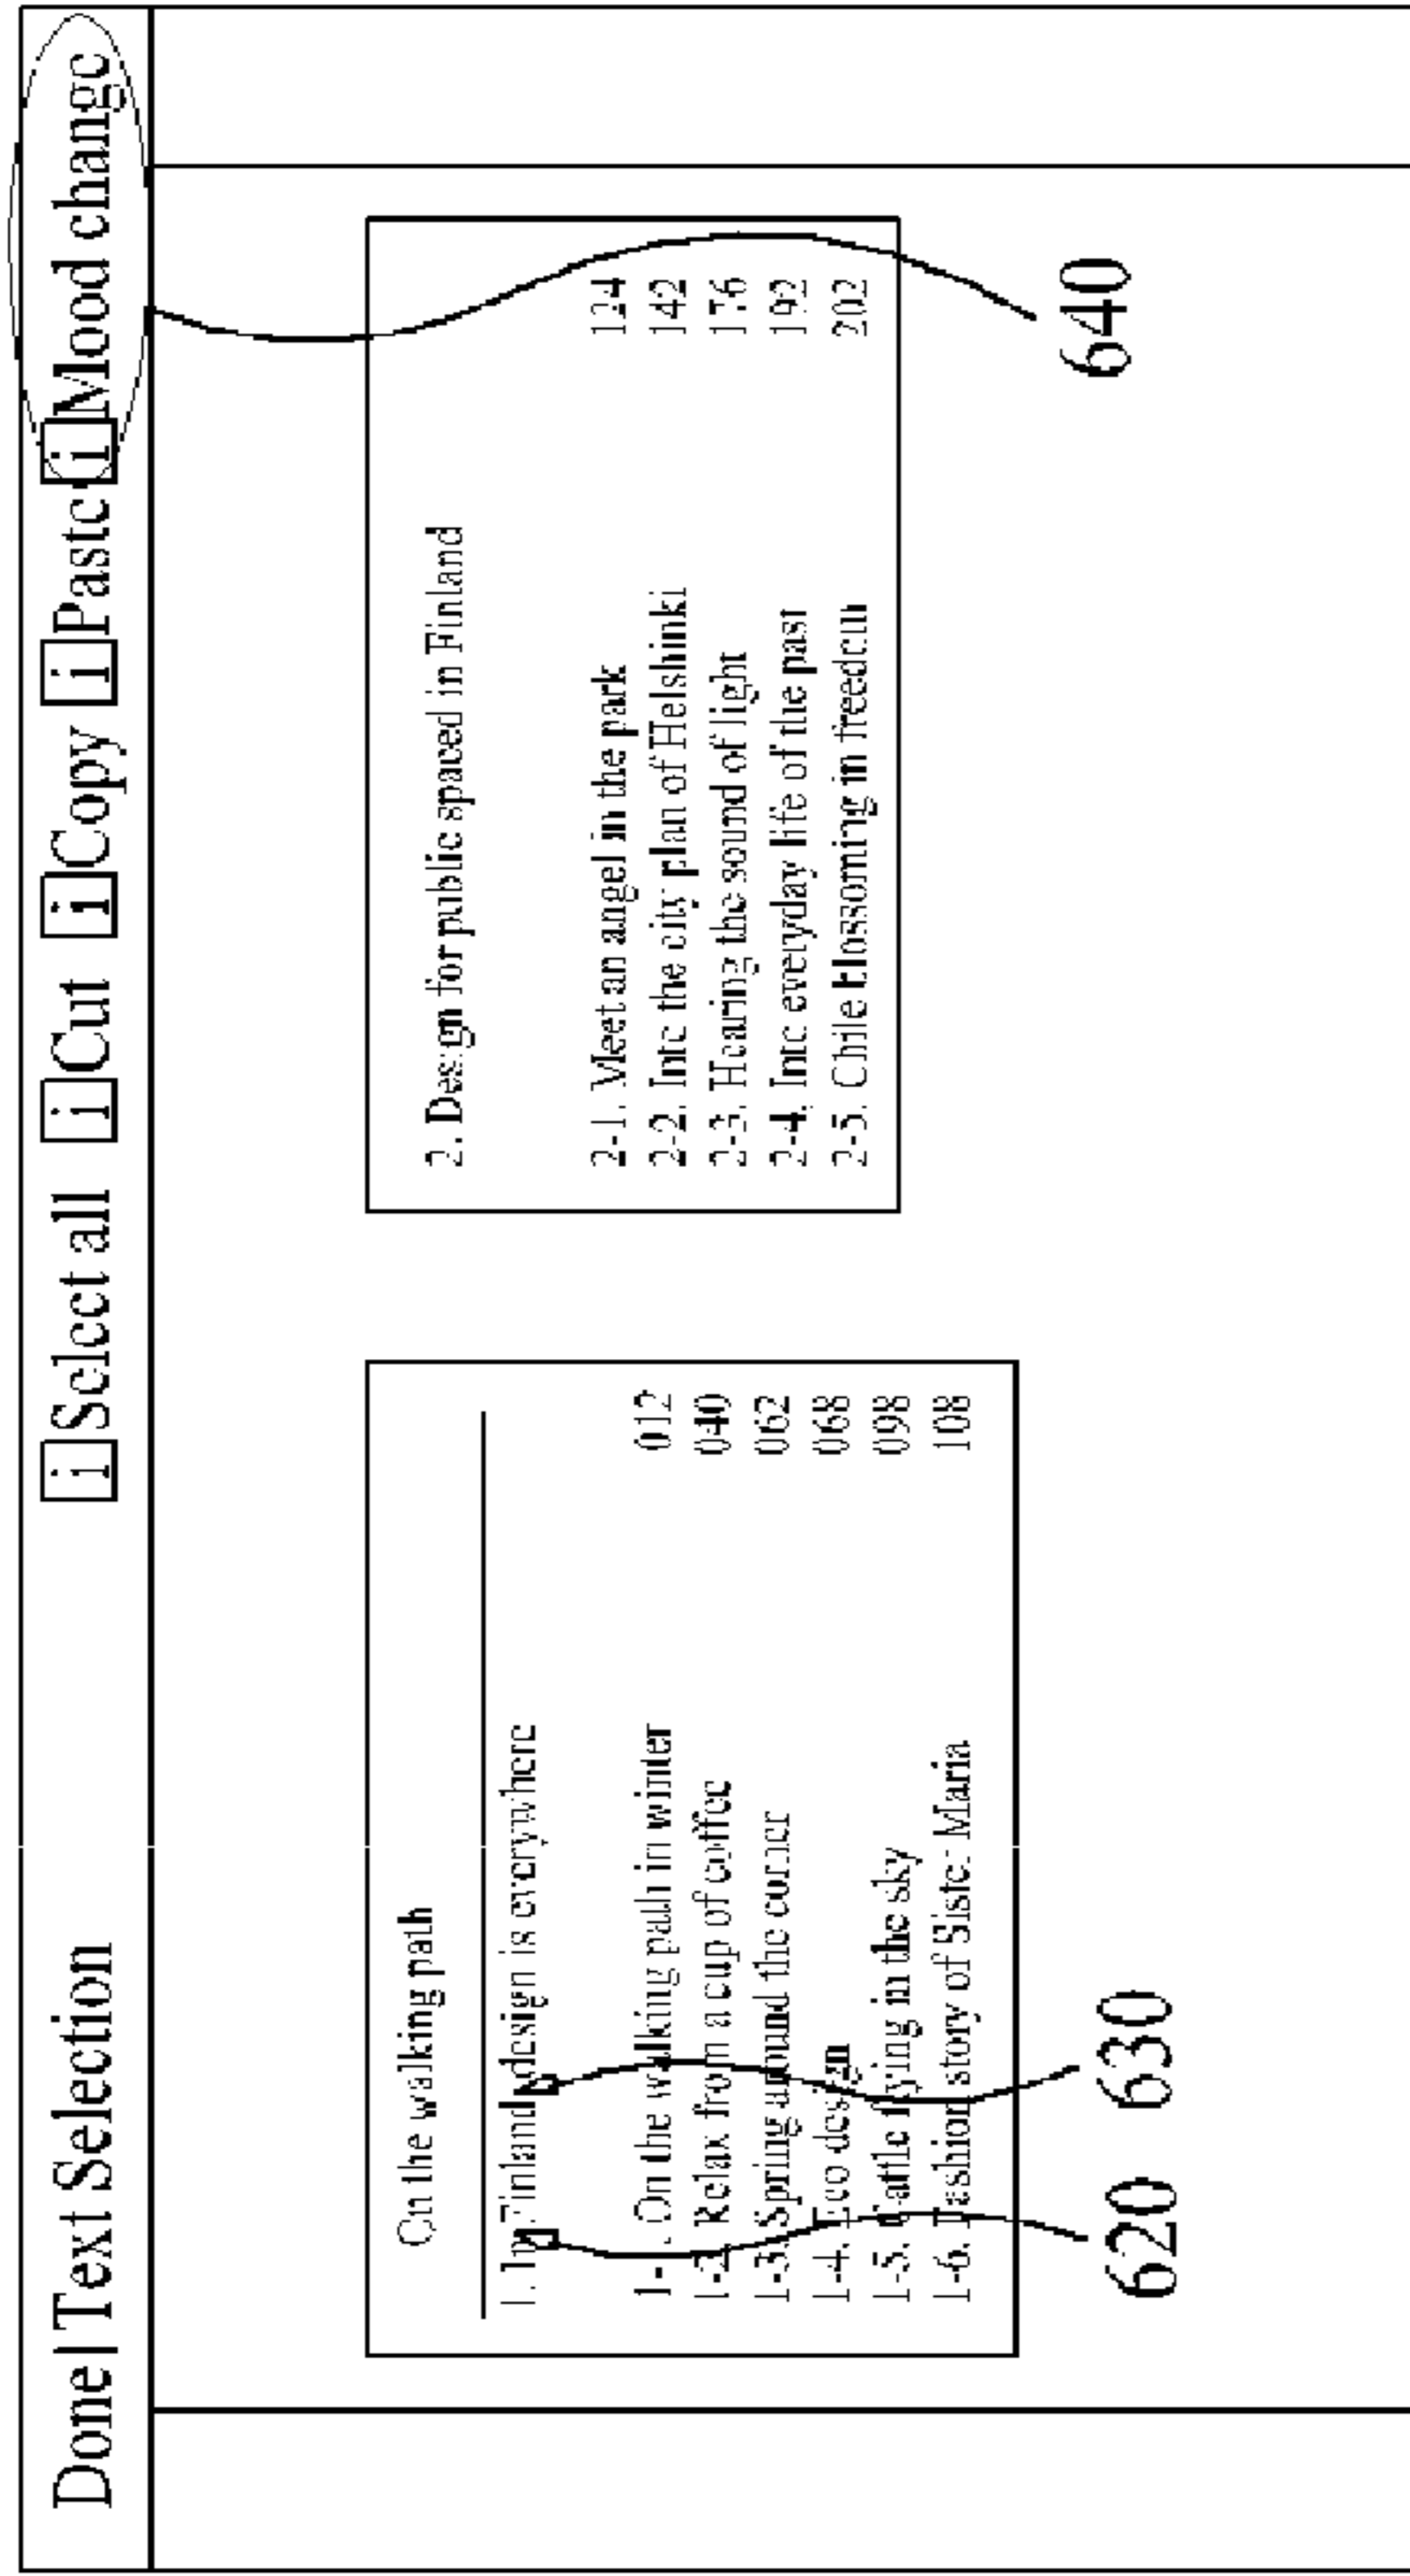 Done | Text Selection i Select all i Cut i Copy i Paste i Mood change
On the walking path
1. In Finland design is everywhere
1-1. On the walking path in winter 012
1-2. Relax from a cup of coffee 040
1-3. Spring around the corner 062
1-4. Eco design 068
1-5. Cattle flying in the sky 098
1-6. Fashion story of Sister Maria 108
2. Design for public spaced in Finland
2-1. Meet an angel in the park 124
2-2. Into the city plan of Helshinki 142
2-3. Hearing the sound of light 176
2-4. Into everyday life of the past 192
2-5. Chile blossoming in freedom 202
620 630 640